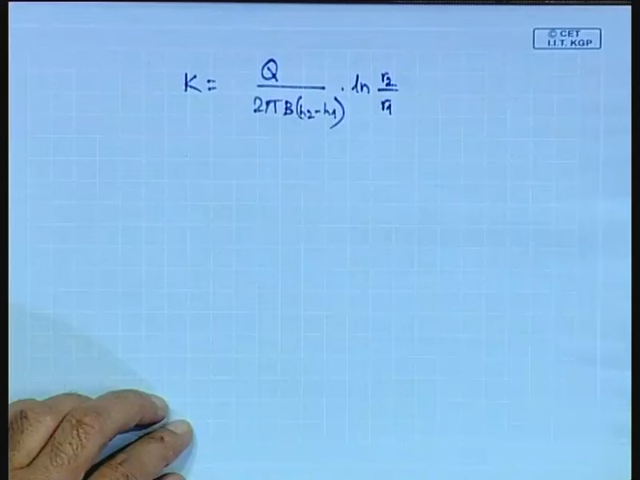 © CET
I.I.T. KGP
K = Q / 2πB(h₂-h₁) · ln r₂/r₁